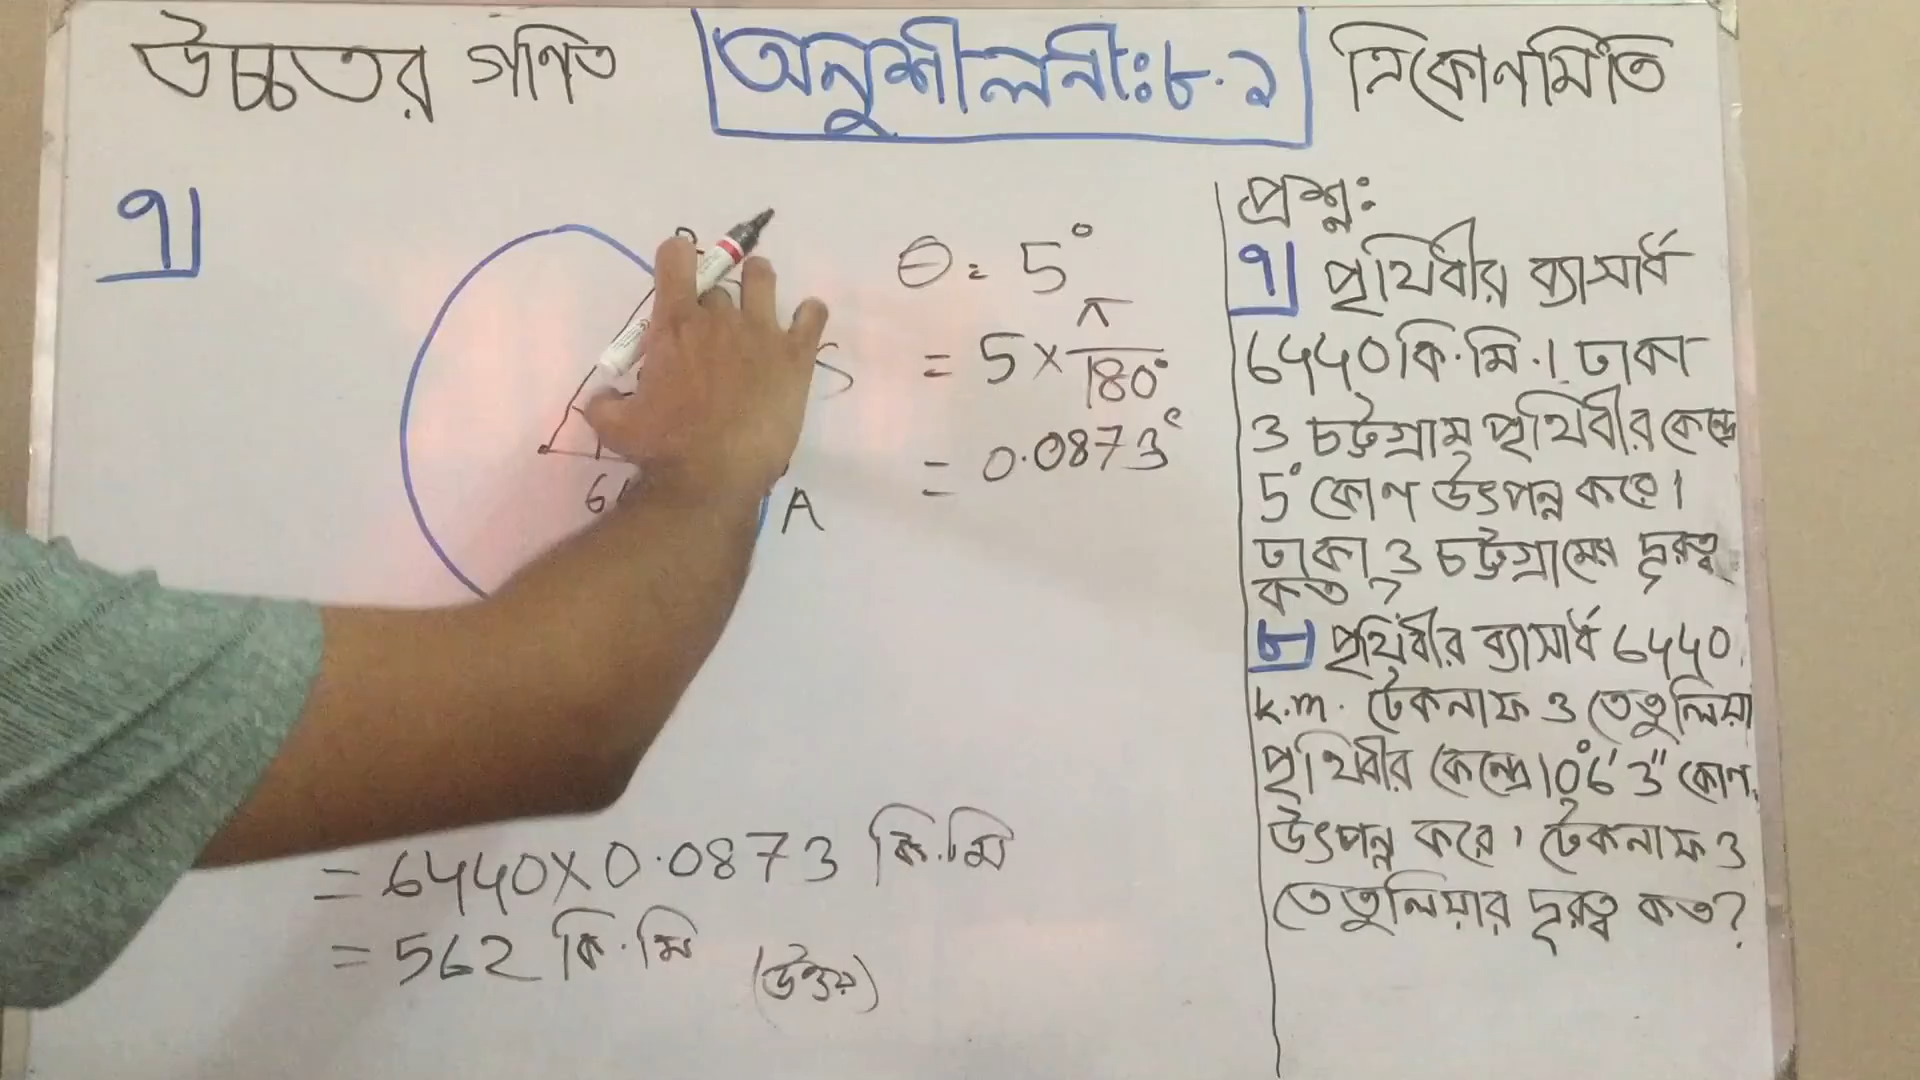 উচ্চতর গণিত অনুশীলনীঃ৮.১ ত্রিকোণমিতি
৭|
θ = 5°
= 5 × π/180°
= 0.0873ᶜ
S
A
= 6440×0.0873 কি.মি
= 562 কি.মি (উত্তর)
প্রশ্ন:
৭| পৃথিবীর ব্যাসার্ধ
6440 কি.মি.। ঢাকা
ও চট্টগ্রাম পৃথিবীর কেন্দ্রে
5° কোণ উৎপন্ন করে।
ঢাকা ও চট্টগ্রামের দূরত্ব
কত?
৮| পৃথিবীর ব্যাসার্ধ 6440
k.m. টেকনাফ ও তেতুলিয়া
পৃথিবীর কেন্দ্রে 10°6'3" কোণ
উৎপন্ন করে। টেকনাফ ও
তেতুলিয়ার দূরত্ব কত?